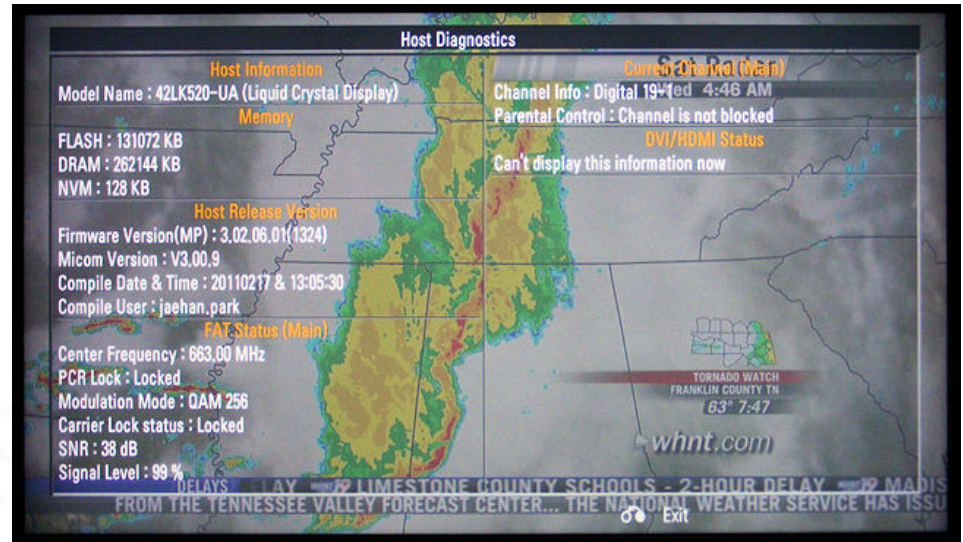 Host Diagnostics
Host Information
Model Name : 42LK520-UA (Liquid Crystal Display)
Memory
FLASH : 131072 KB
DRAM : 262144 KB
NVM : 128 KB
Host Release Version
Firmware Version(MP) : 3.02.06.01(1324)
Micom Version : V3.00.9
Compile Date & Time : 20110217 & 13:05:30
Compile User : jaehan.park
FAT Status (Main)
Center Frequency : 663.00 MHz
PCR Lock : Locked
Modulation Mode : QAM 256
Carrier Lock status : Locked
SNR : 38 dB
Signal Level : 99 %
Current Channel (Main)
Channel Info : Digital 19-1
4:46 AM
Parental Control : Channel is not blocked
DVI/HDMI Status
Can't display this information now
TORNADO WATCH
FRANKLIN COUNTY TN
63° 7:47
whnt.com
DELAYS LAY LIMESTONE COUNTY SCHOOLS - 2-HOUR DELAY MADIS
FROM THE TENNESSEE VALLEY FORECAST CENTER... THE NATIONAL WEATHER SERVICE HAS ISSU
Exit